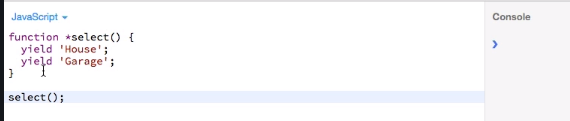 JavaScript
Console
function *select() {
  yield 'House';
  yield 'Garage';
}
select();